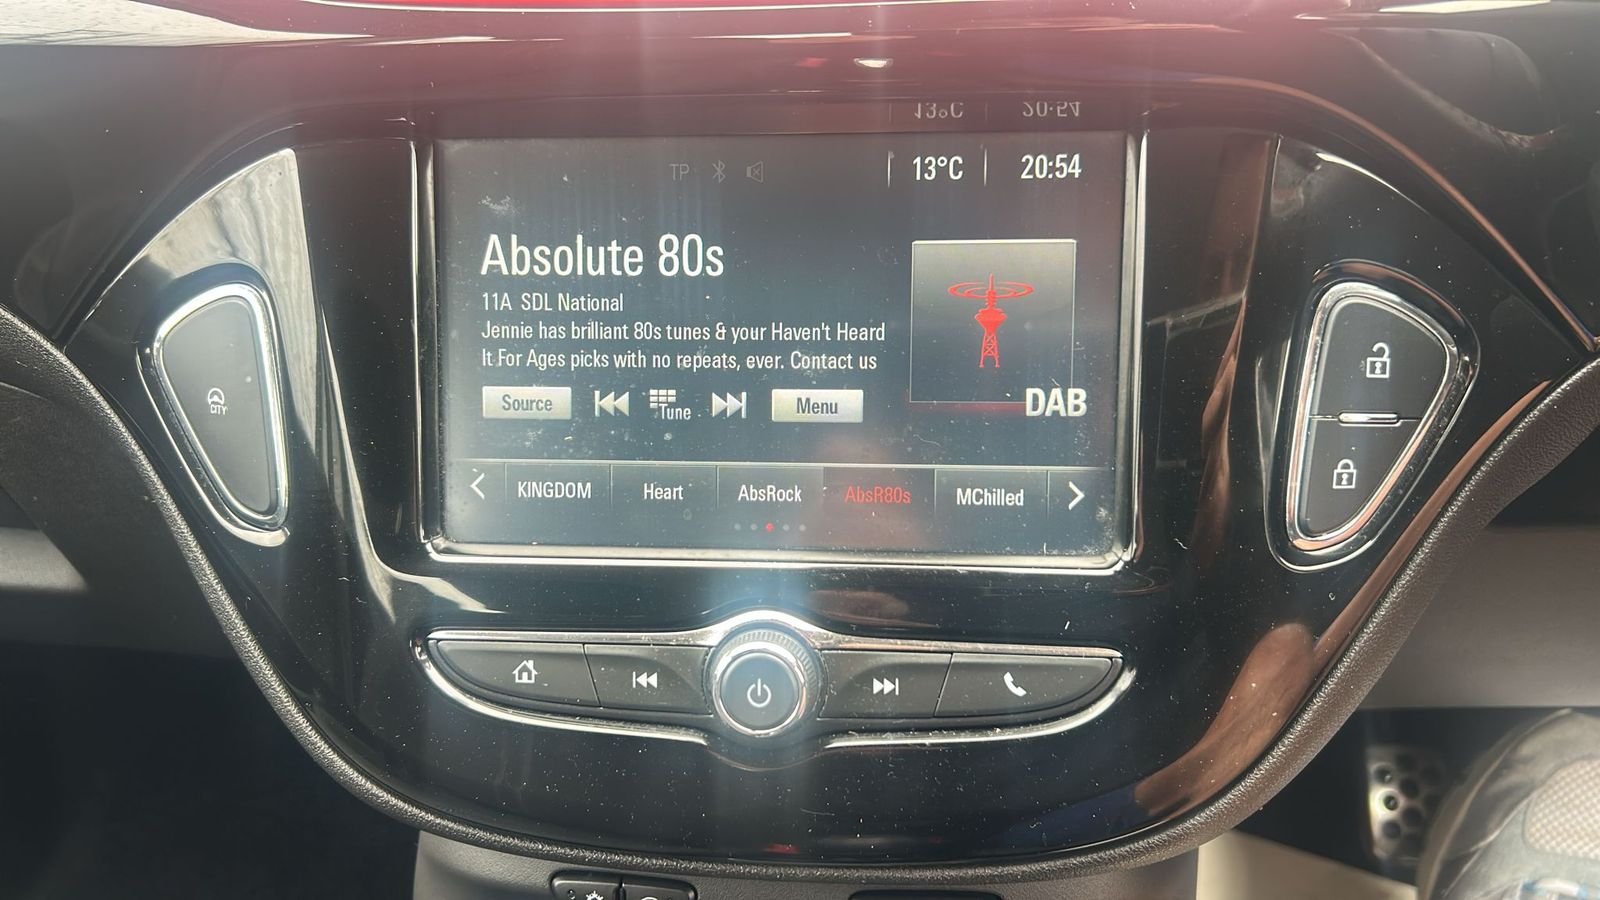 TP 13°C 20:54
Absolute 80s
11A SDL National
Jennie has brilliant 80s tunes & your Haven't Heard
It For Ages picks with no repeats, ever. Contact us
Source Tune Menu
DAB
KINGDOM Heart AbsRock AbsR80s MChilled
CITY